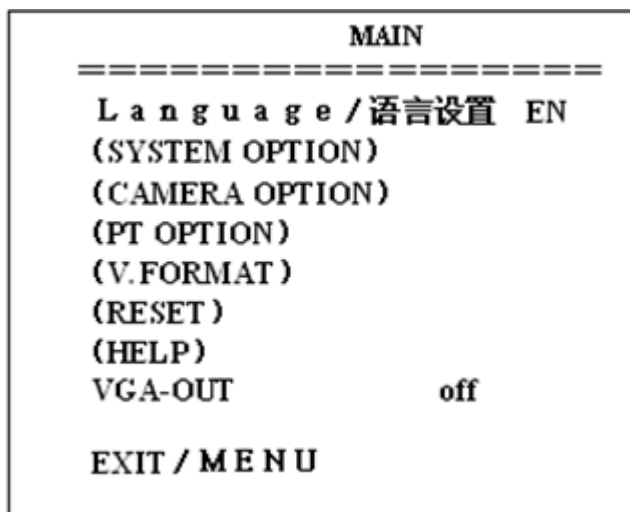 MAIN
==================
Language/语言设置 EN
(SYSTEM OPTION)
(CAMERA OPTION)
(PT OPTION)
(V.FORMAT)
(RESET)
(HELP)
VGA-OUT off
EXIT/MENU